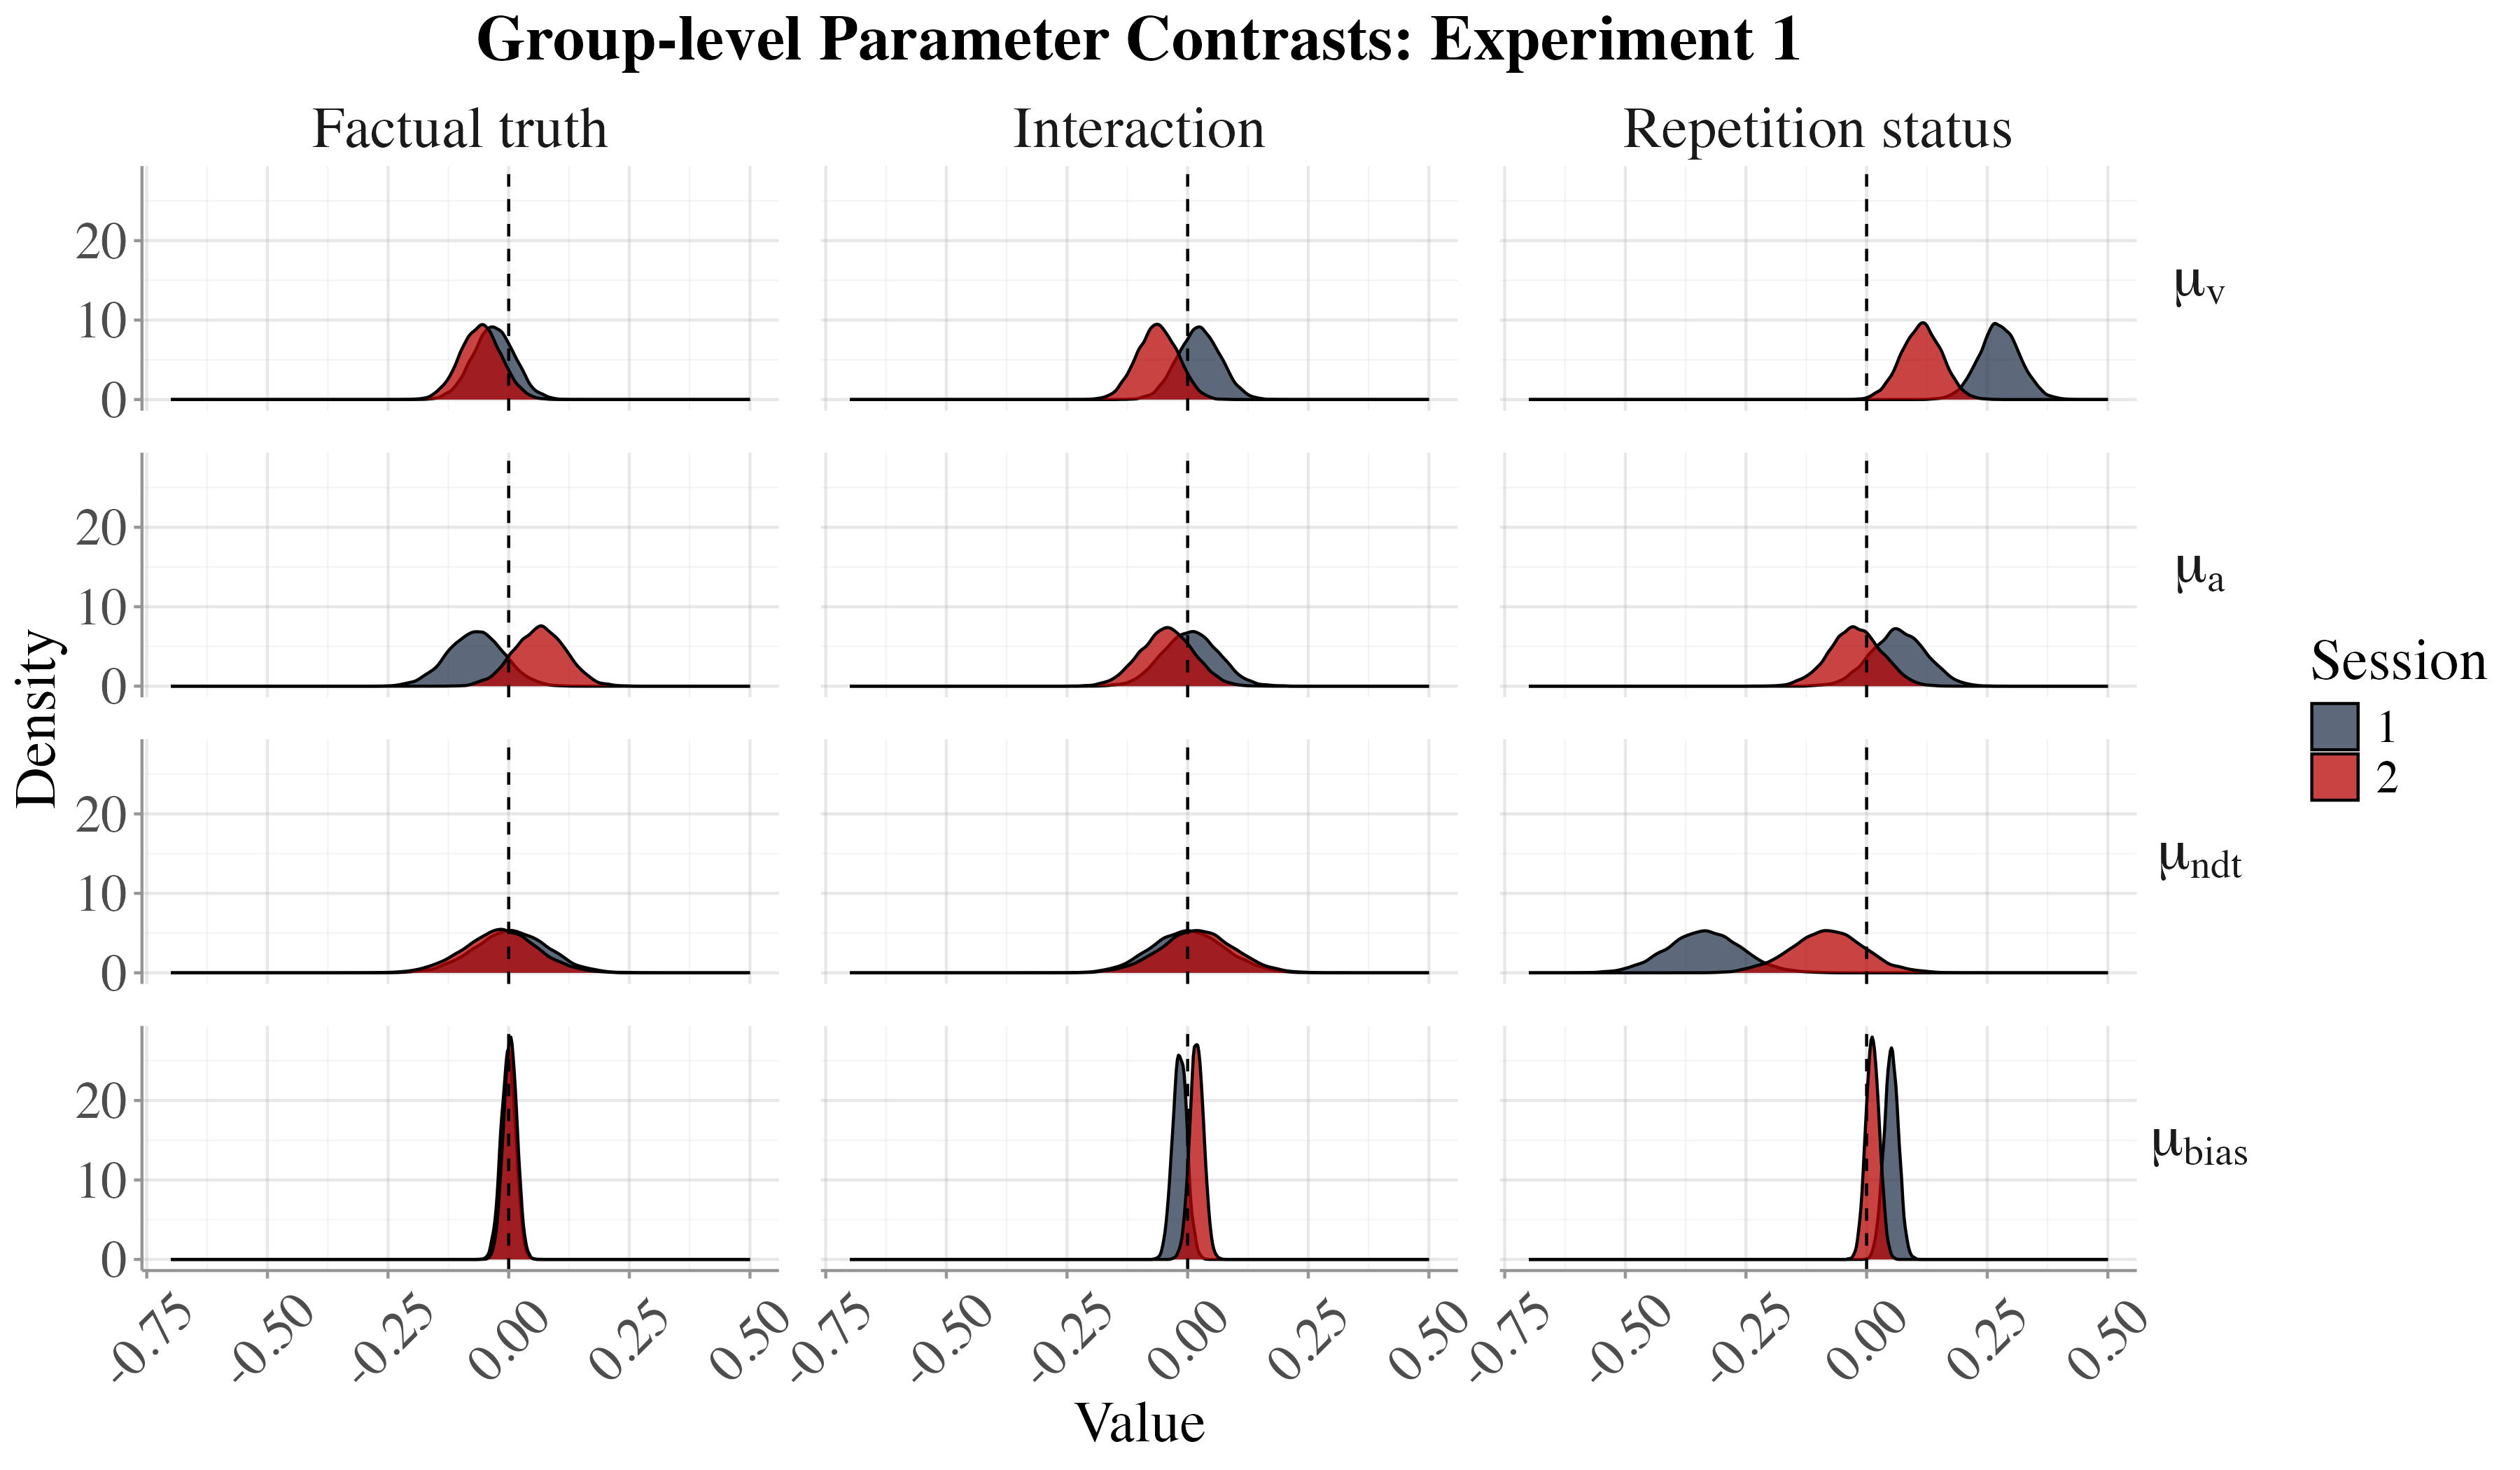 Group-level Parameter Contrasts: Experiment 1
Factual truth Interaction Repetition status
20
10
0
μv
20
10
0
μa
20
10
0
μndt
20
10
0
μbias
Density
Session
1
2
-0.75 -0.50 -0.25 0.00 0.25 0.50 -0.75 -0.50 -0.25 0.00 0.25 0.50 -0.75 -0.50 -0.25 0.00 0.25 0.50
Value